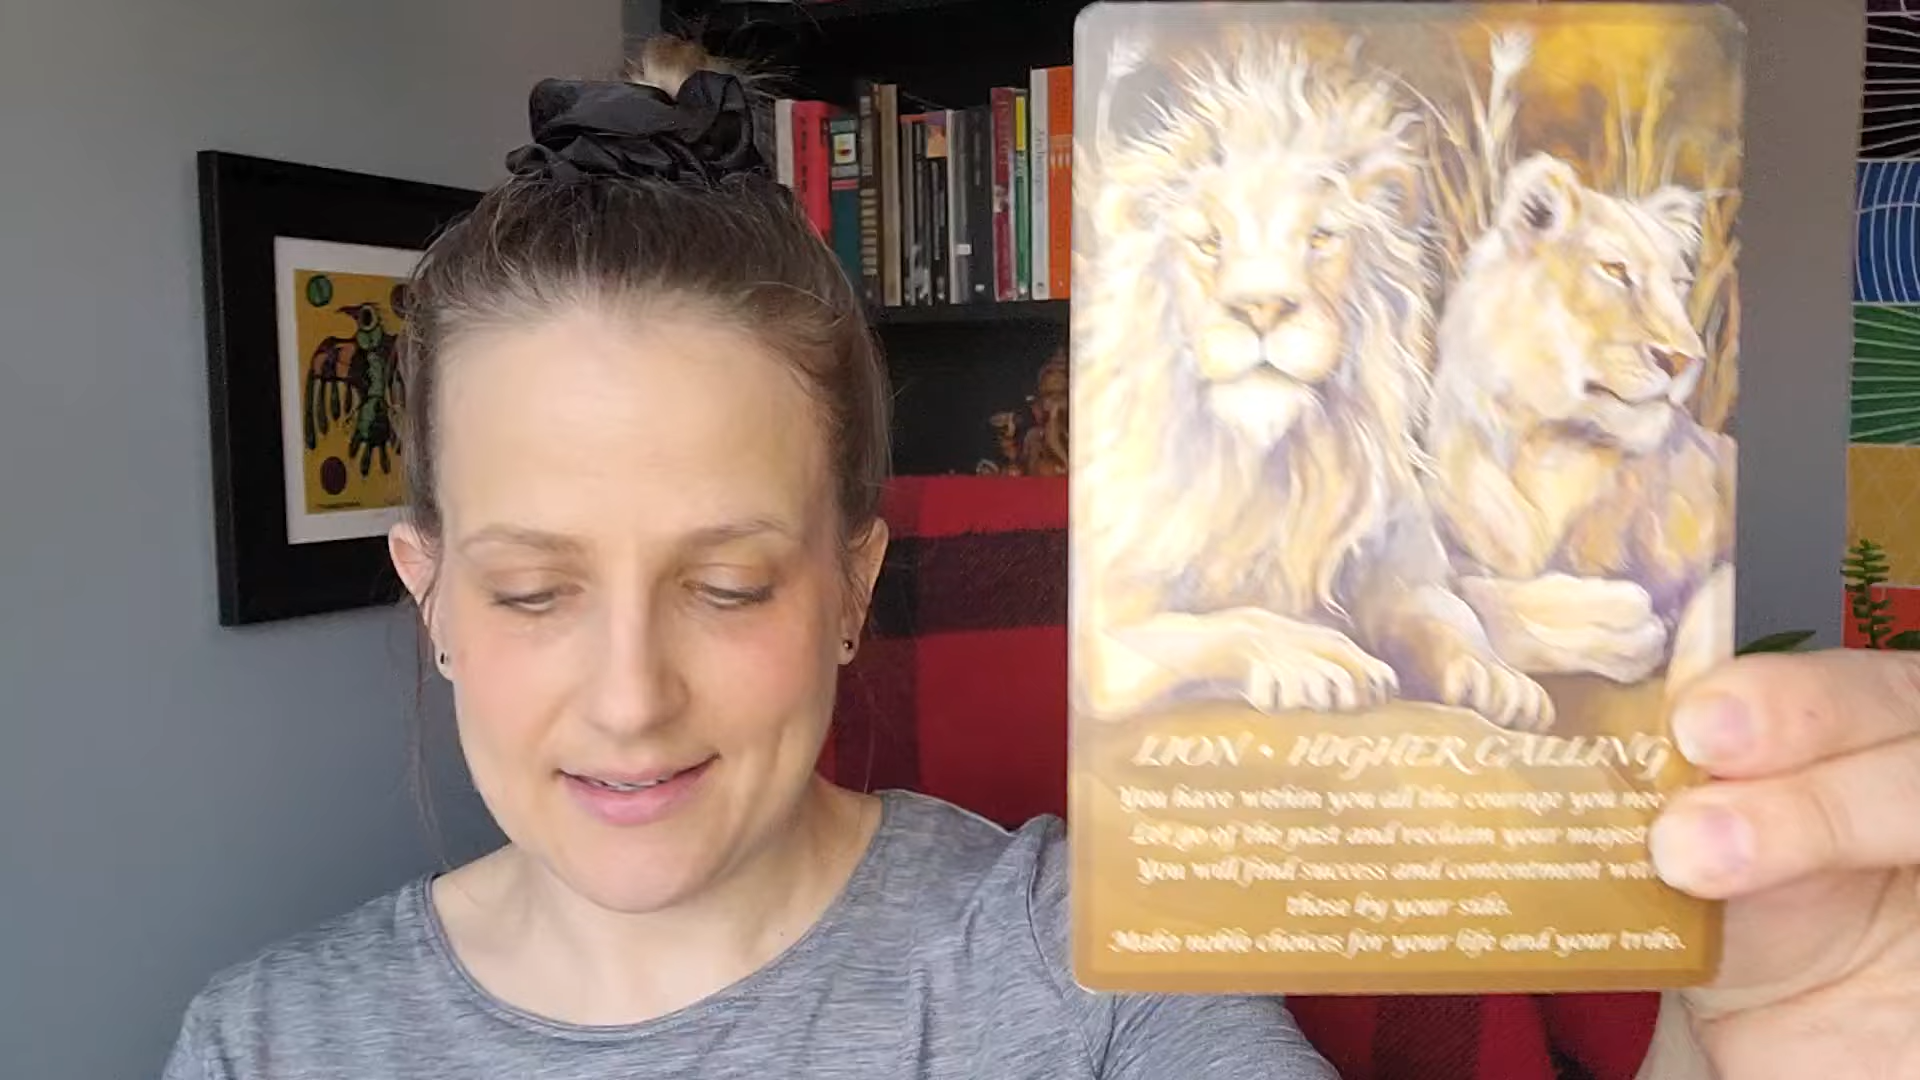 LION • HIGHER CALLING
You have within you all the courage you nee
Let go of the past and reclaim your majest
You will find success and contentment with
those by your side.
Make noble choices for your life and your tribe.